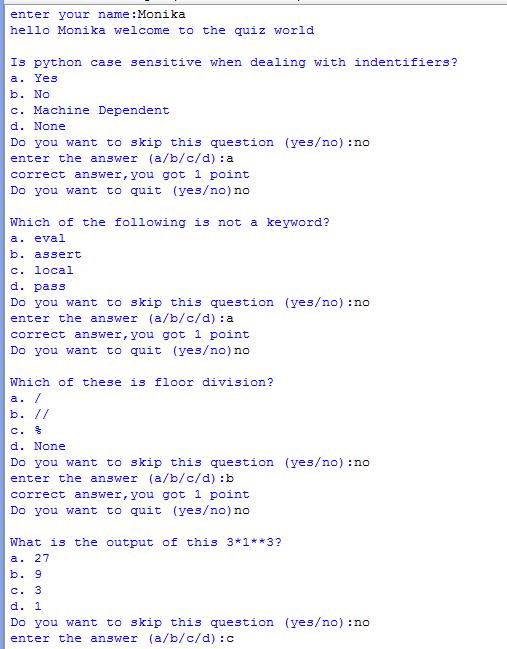 enter your name:Monika
hello Monika welcome to the quiz world
Is python case sensitive when dealing with indentifiers?
a. Yes
b. No
c. Machine Dependent
d. None
Do you want to skip this question (yes/no):no
enter the answer (a/b/c/d):a
correct answer,you got 1 point
Do you want to quit (yes/no)no
Which of the following is not a keyword?
a. eval
b. assert
c. local
d. pass
Do you want to skip this question (yes/no):no
enter the answer (a/b/c/d):a
correct answer,you got 1 point
Do you want to quit (yes/no)no
Which of these is floor division?
a. /
b. //
c. %
d. None
Do you want to skip this question (yes/no):no
enter the answer (a/b/c/d):b
correct answer,you got 1 point
Do you want to quit (yes/no)no
What is the output of this 3*1**3?
a. 27
b. 9
c. 3
d. 1
Do you want to skip this question (yes/no):no
enter the answer (a/b/c/d):c